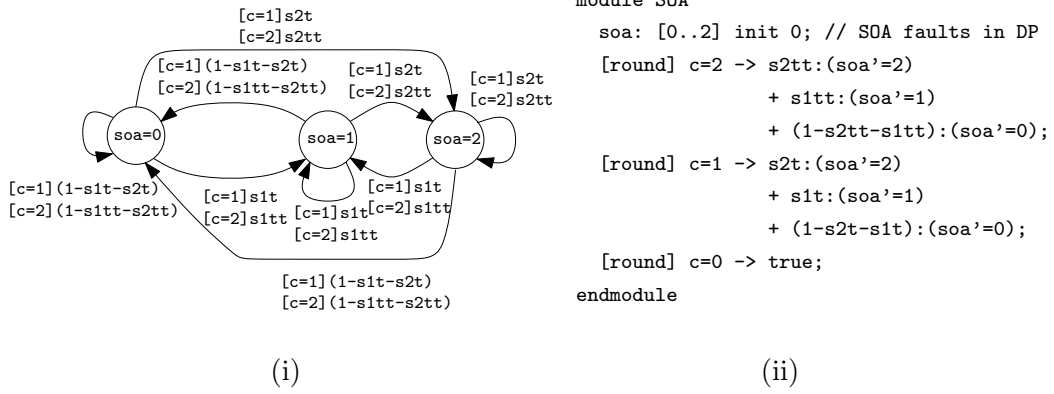 [c=1]s2t
[c=2]s2tt
[c=1](1-s1t-s2t)
[c=2](1-s1tt-s2tt)
[c=1]s2t
[c=2]s2tt
[c=1]s2t
[c=2]s2tt
soa=0
soa=1
soa=2
[c=1](1-s1t-s2t)
[c=2](1-s1tt-s2tt)
[c=1]s1t
[c=2]s1tt
[c=1]s1t
[c=2]s1tt
[c=1]s1t
[c=2]s1tt
[c=1](1-s1t-s2t)
[c=2](1-s1tt-s2tt)
(i)
module SOA
soa: [0..2] init 0; // SOA faults in DP
[round] c=2 -> s2tt:(soa'=2)
+ s1tt:(soa'=1)
+ (1-s2tt-s1tt):(soa'=0);
[round] c=1 -> s2t:(soa'=2)
+ s1t:(soa'=1)
+ (1-s2t-s1t):(soa'=0);
[round] c=0 -> true;
endmodule
(ii)